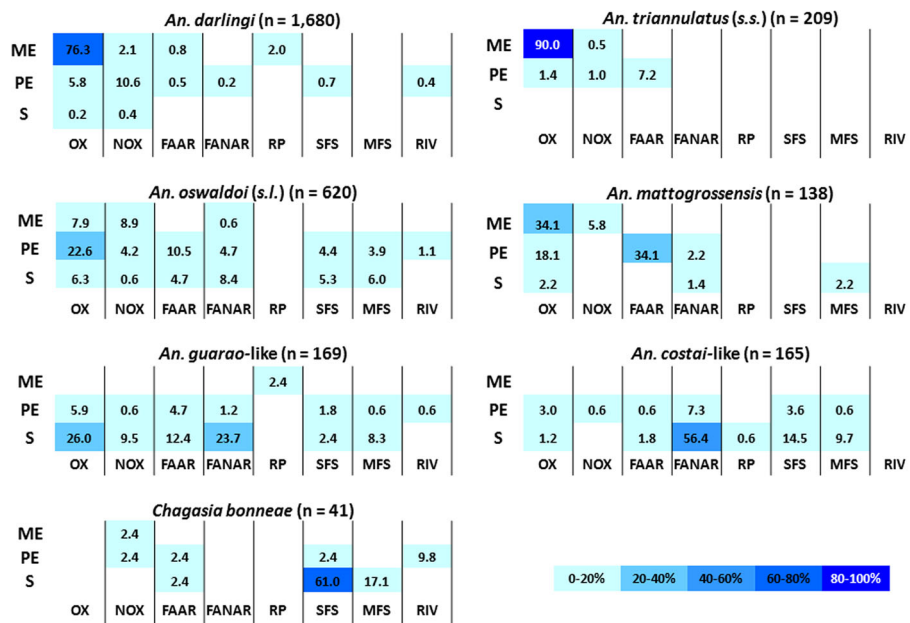 An. darlingi (n = 1,680)
ME 76.3 2.1 0.8 2.0
PE 5.8 10.6 0.5 0.2 0.7 0.4
S 0.2 0.4
OX NOX FAAR FANAR RP SFS MFS RIV
An. triannulatus (s.s.) (n = 209)
ME 90.0 0.5
PE 1.4 1.0 7.2
S
OX NOX FAAR FANAR RP SFS MFS RIV
An. oswaldoi (s.l.) (n = 620)
ME 7.9 8.9 0.6
PE 22.6 4.2 10.5 4.7 4.4 3.9 1.1
S 6.3 0.6 4.7 8.4 5.3 6.0
OX NOX FAAR FANAR RP SFS MFS RIV
An. mattogrossensis (n = 138)
ME 34.1 5.8
PE 18.1 34.1 2.2
S 2.2 1.4 2.2
OX NOX FAAR FANAR RP SFS MFS RIV
An. guarao-like (n = 169)
ME 2.4
PE 5.9 0.6 4.7 1.2 1.8 0.6 0.6
S 26.0 9.5 12.4 23.7 2.4 8.3
OX NOX FAAR FANAR RP SFS MFS RIV
An. costai-like (n = 165)
ME
PE 3.0 0.6 0.6 7.3 3.6 0.6
S 1.2 1.8 56.4 0.6 14.5 9.7
OX NOX FAAR FANAR RP SFS MFS RIV
Chagasia bonneae (n = 41)
ME 2.4
PE 2.4 2.4 2.4 9.8
S 2.4 61.0 17.1
OX NOX FAAR FANAR RP SFS MFS RIV
0-20% 20-40% 40-60% 60-80% 80-100%